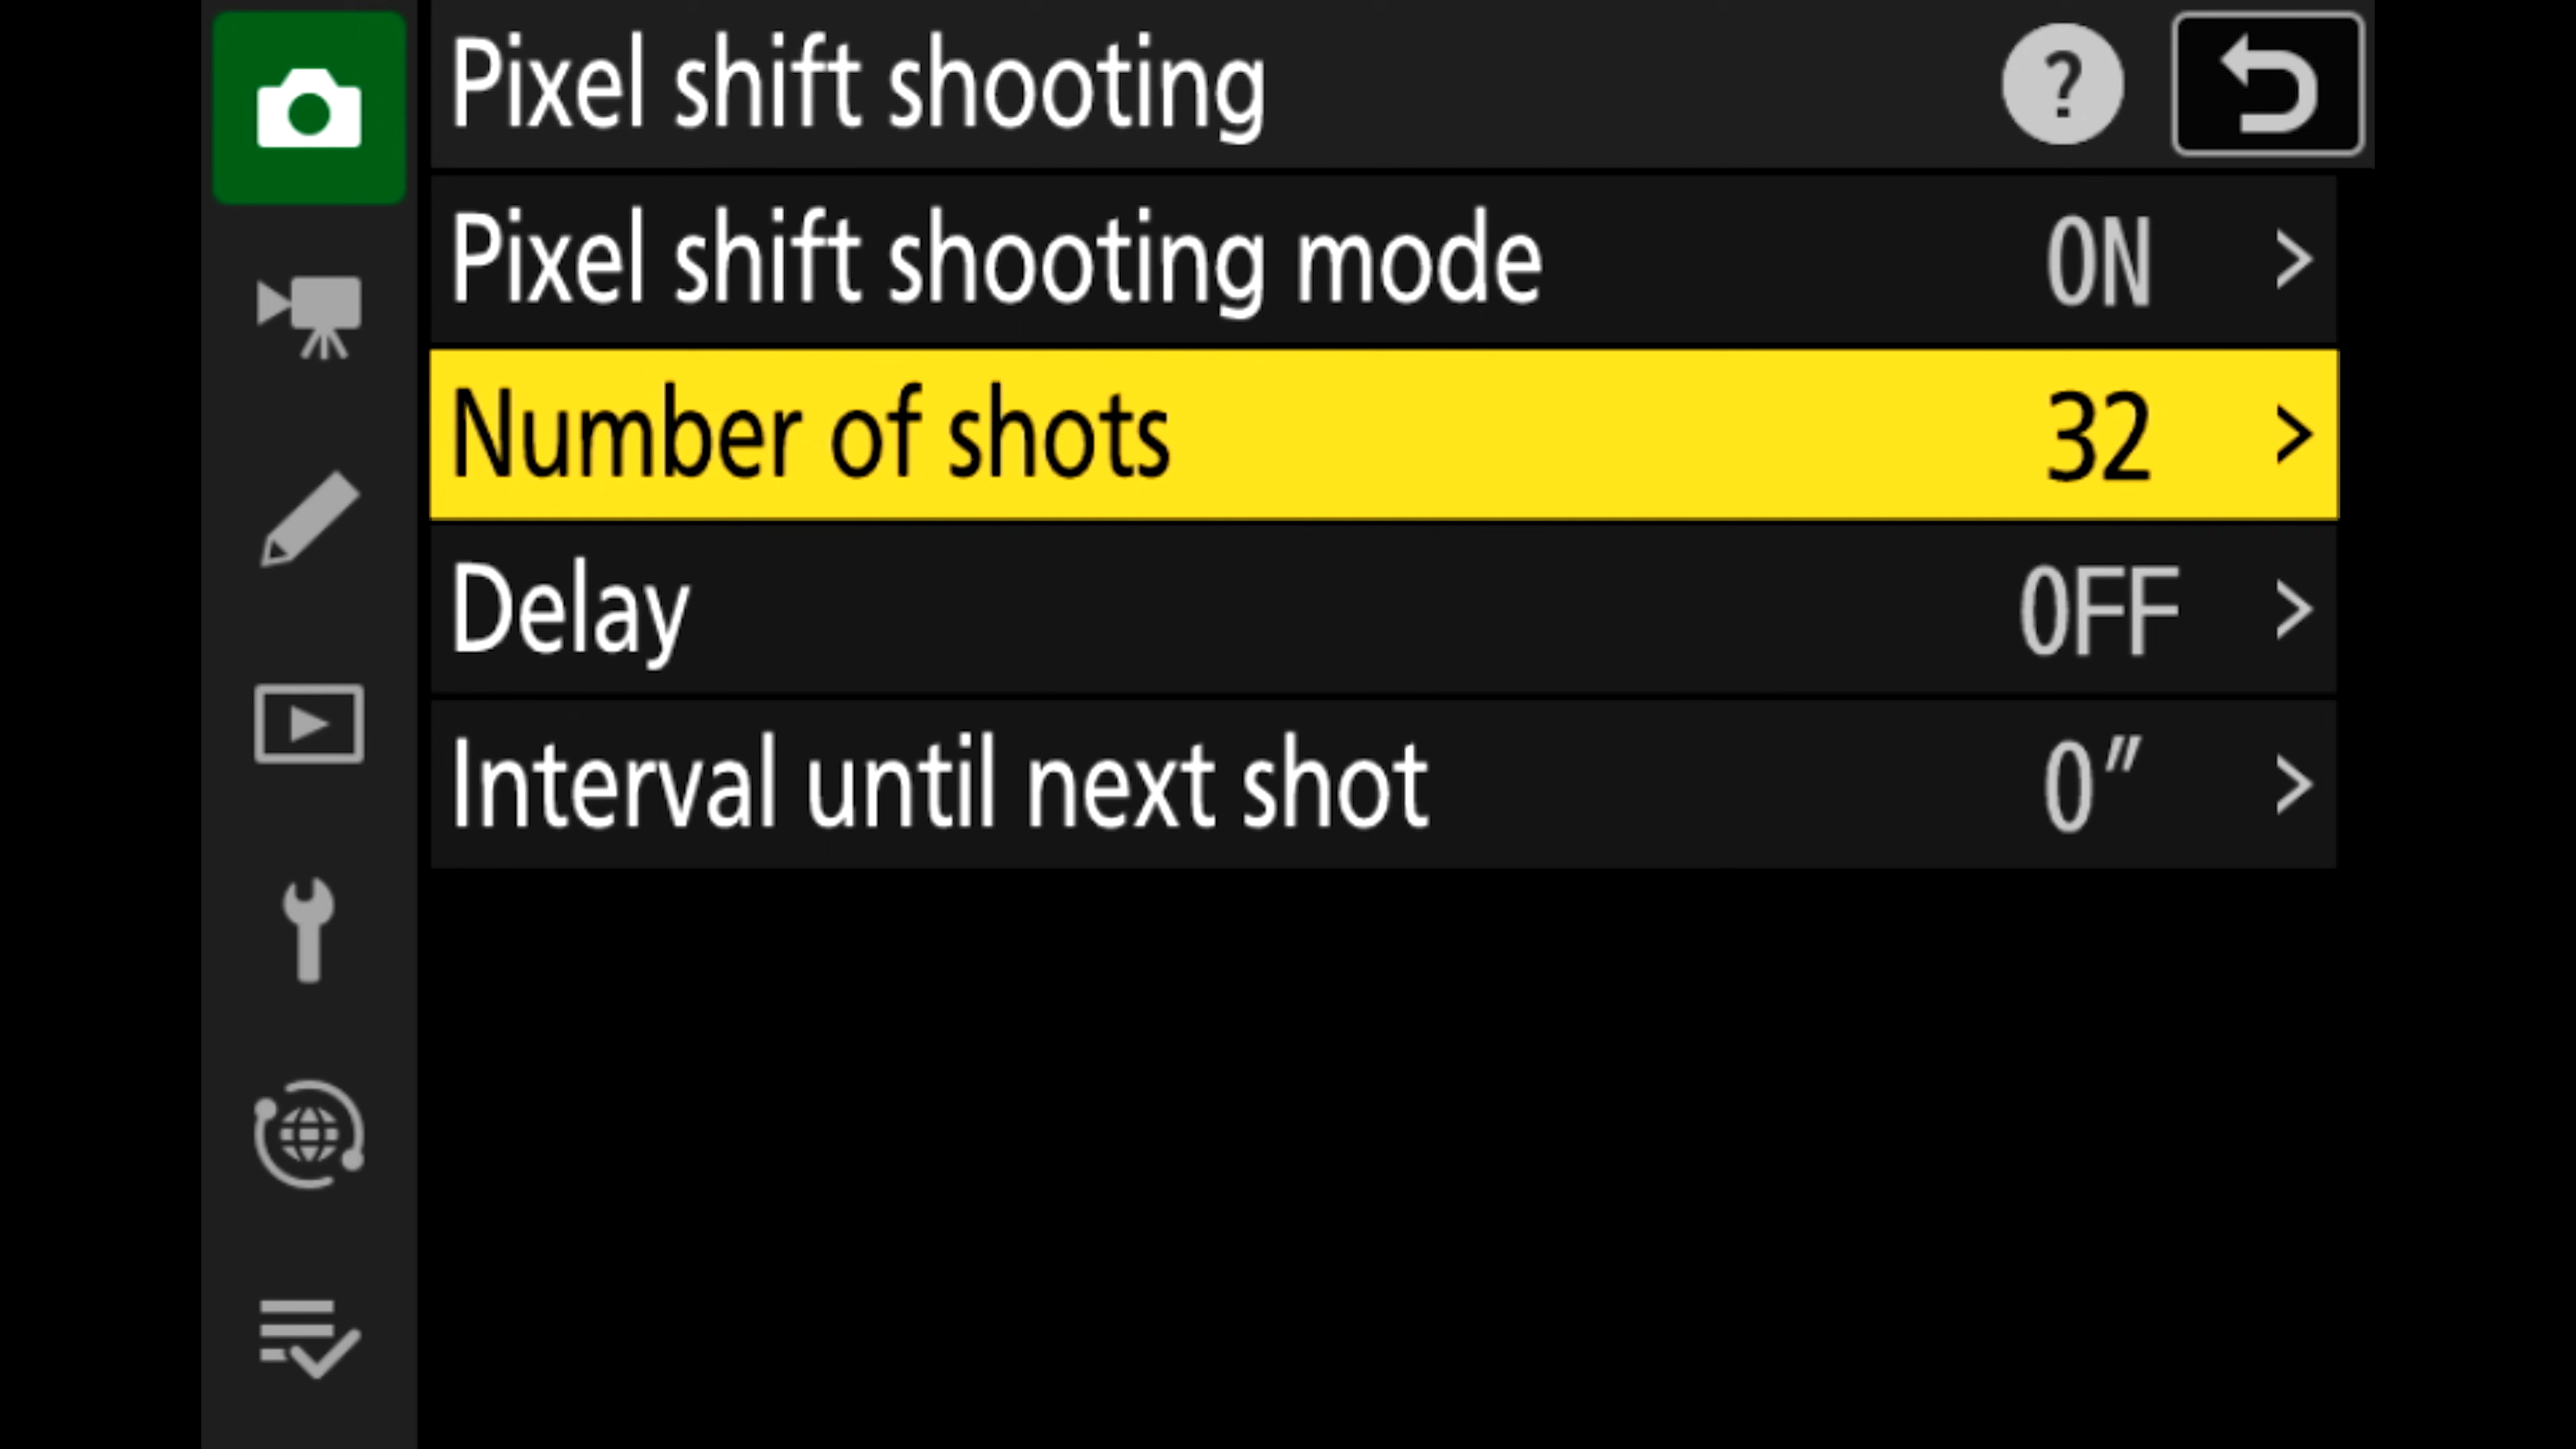 Pixel shift shooting ?
Pixel shift shooting mode ON >
Number of shots 32 >
Delay OFF >
Interval until next shot 0" >